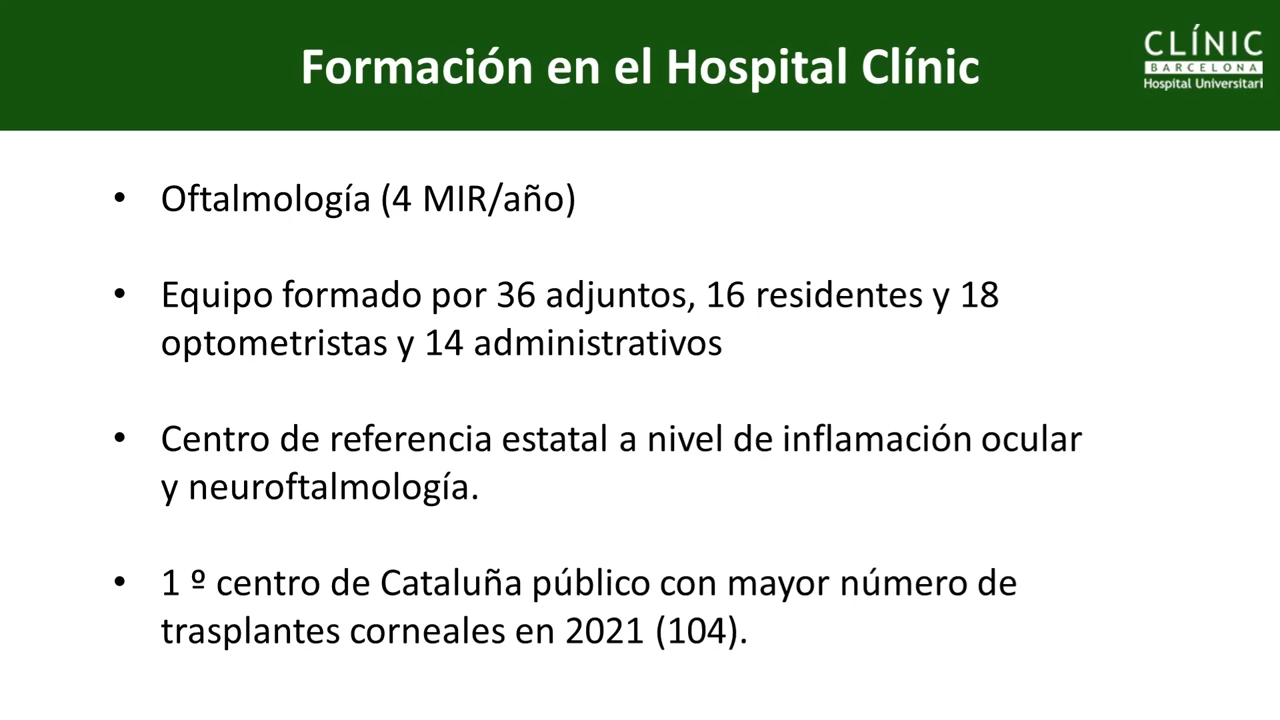 Formación en el Hospital Clínic
CLÍNIC
BARCELONA
Hospital Universitari
• Oftalmología (4 MIR/año)
• Equipo formado por 36 adjuntos, 16 residentes y 18
optometristas y 14 administrativos
• Centro de referencia estatal a nivel de inflamación ocular
y neuroftalmología.
• 1 º centro de Cataluña público con mayor número de
trasplantes corneales en 2021 (104).